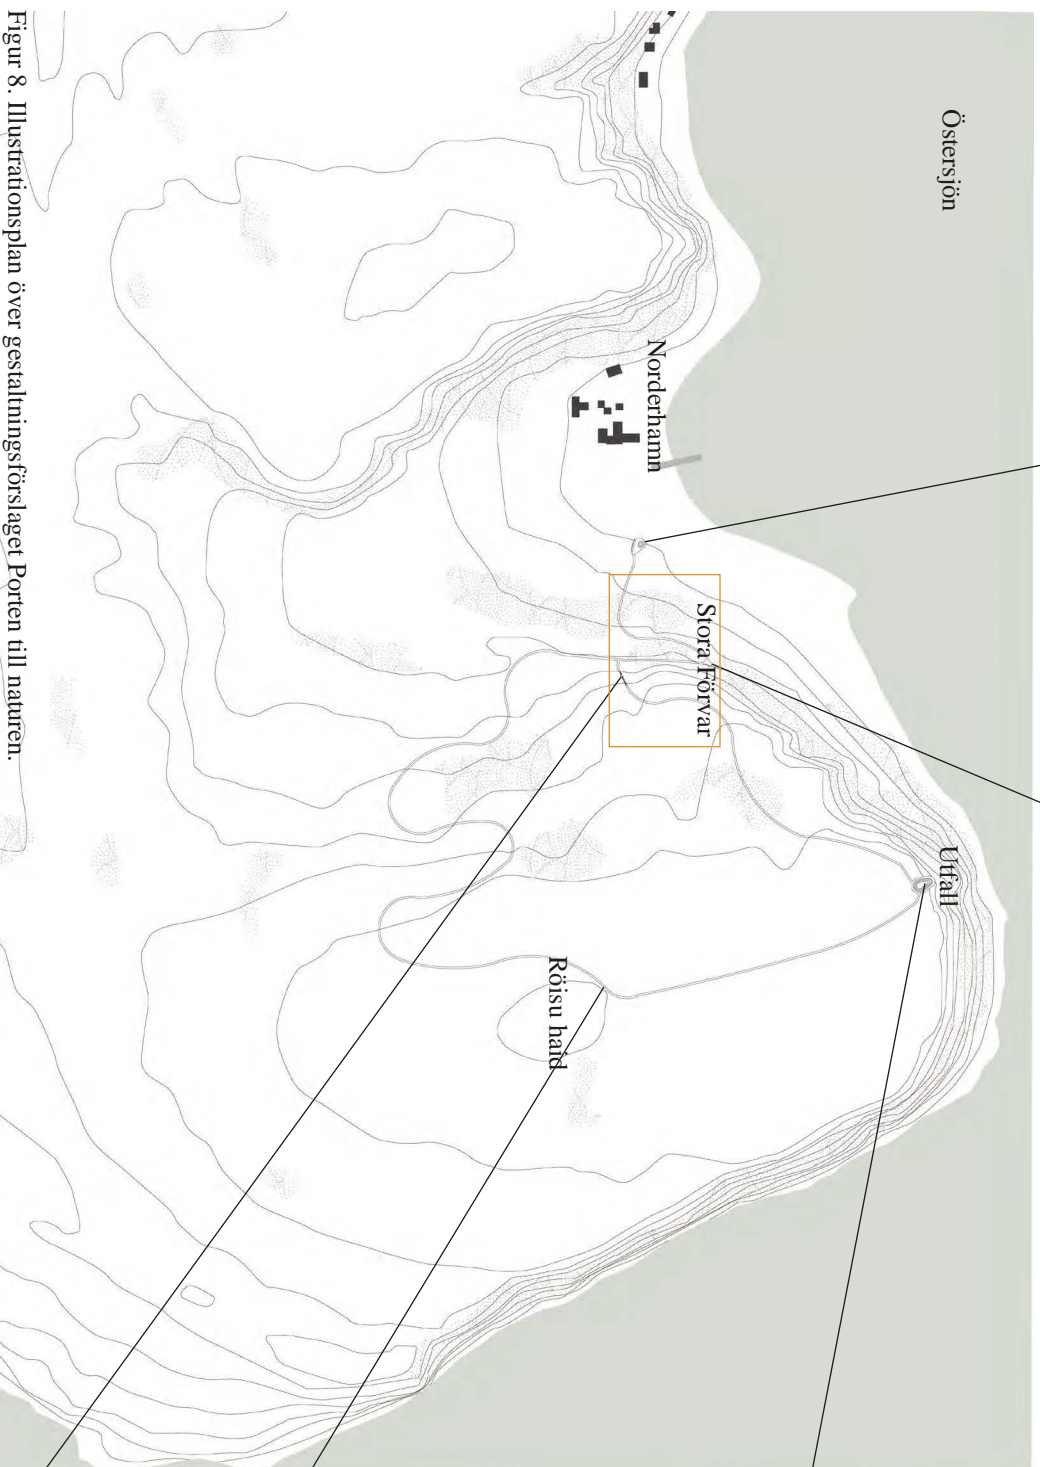 Östersjön
Norderhamn
Stora Förvar
Utfall
Röisu haid
Figur 8. Illustrationsplan över gestaltningsförslaget Porten till naturen.